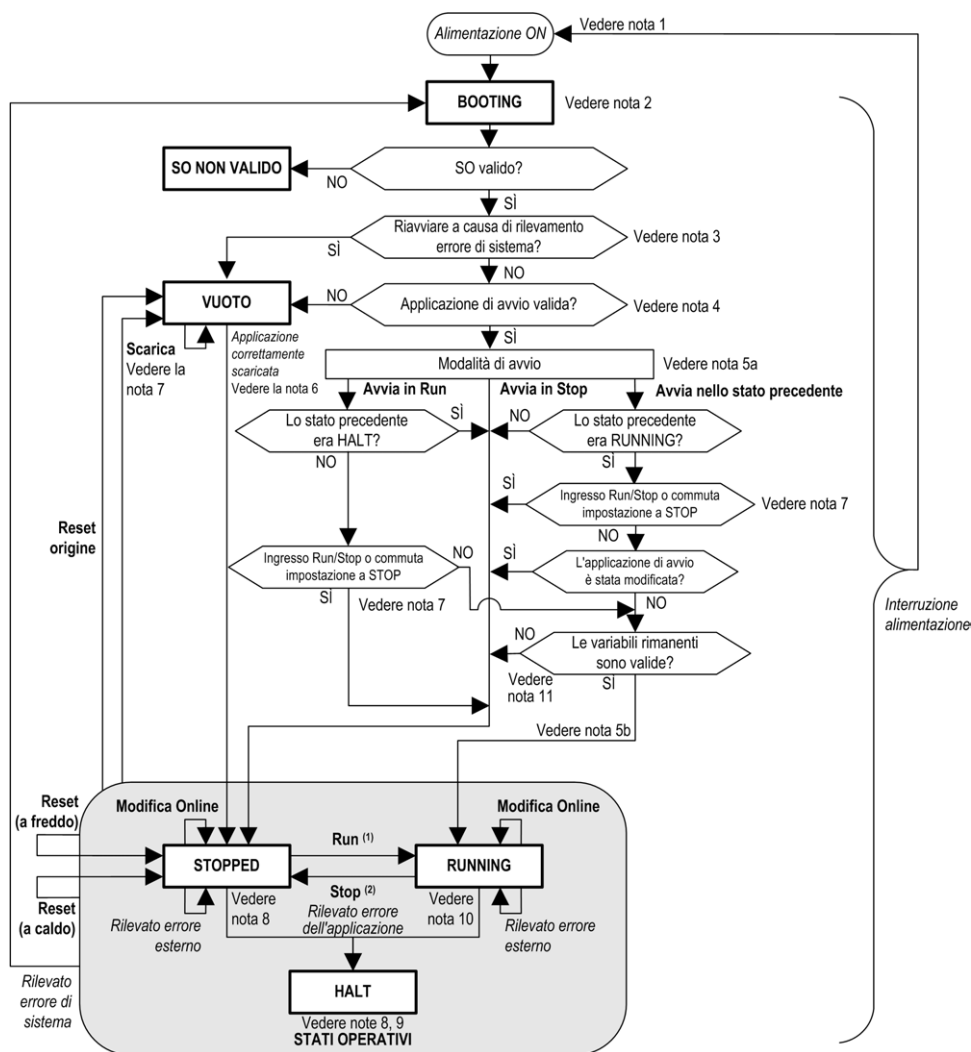 Alimentazione ON
Vedere nota 1
BOOTING
Vedere nota 2
SO NON VALIDO
NO
SO valido?
SÌ
Riavviare a causa di rilevamento
errore di sistema?
Vedere nota 3
SÌ
NO
VUOTO
NO
Applicazione di avvio valida?
Vedere nota 4
SÌ
Scarica
Vedere la
nota 7
Applicazione
correttamente
scaricata
Vedere la nota 6
Modalità di avvio
Vedere nota 5a
Avvia in Run
Avvia in Stop
Avvia nello stato precedente
Lo stato precedente
era HALT?
SÌ
NO
NO
Lo stato precedente
era RUNNING?
SÌ
SÌ
Ingresso Run/Stop o commuta
impostazione a STOP
Vedere nota 7
NO
Reset
origine
Ingresso Run/Stop o commuta
impostazione a STOP
NO
SÌ
Vedere nota 7
SÌ
L'applicazione di avvio
è stata modificata?
NO
Interruzione
alimentazione
NO
Le variabili rimanenti
sono valide?
Vedere
nota 11
SÌ
Vedere nota 5b
Reset
(a freddo)
Modifica Online
Modifica Online
STOPPED
Run (1)
RUNNING
Reset
(a caldo)
Rilevato errore
esterno
Vedere
nota 8
Stop (2)
Rilevato errore
dell'applicazione
Vedere
nota 10
Rilevato errore
esterno
Rilevato
errore di
sistema
HALT
Vedere note 8, 9
STATI OPERATIVI